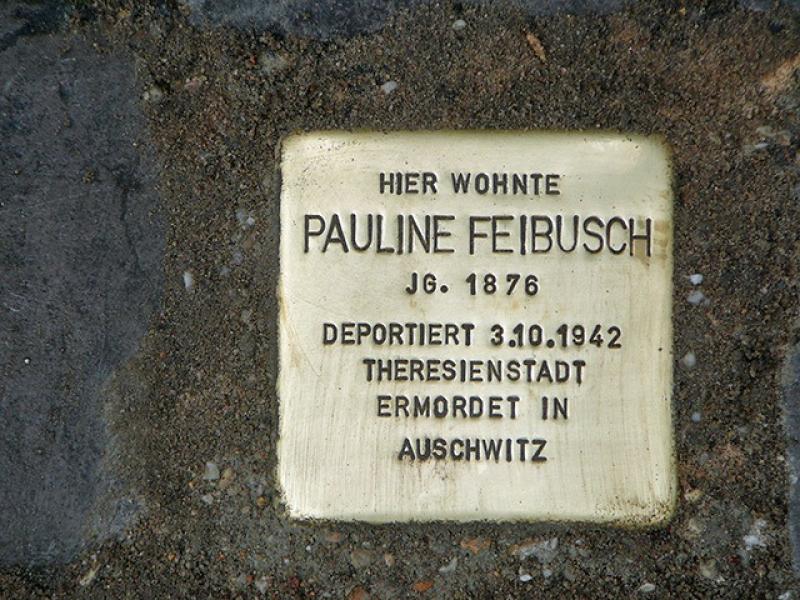 HIER WOHNTE
PAULINE FEIBUSCH
JG. 1876
DEPORTIERT 3.10.1942
THERESIENSTADT
ERMORDET IN
AUSCHWITZ